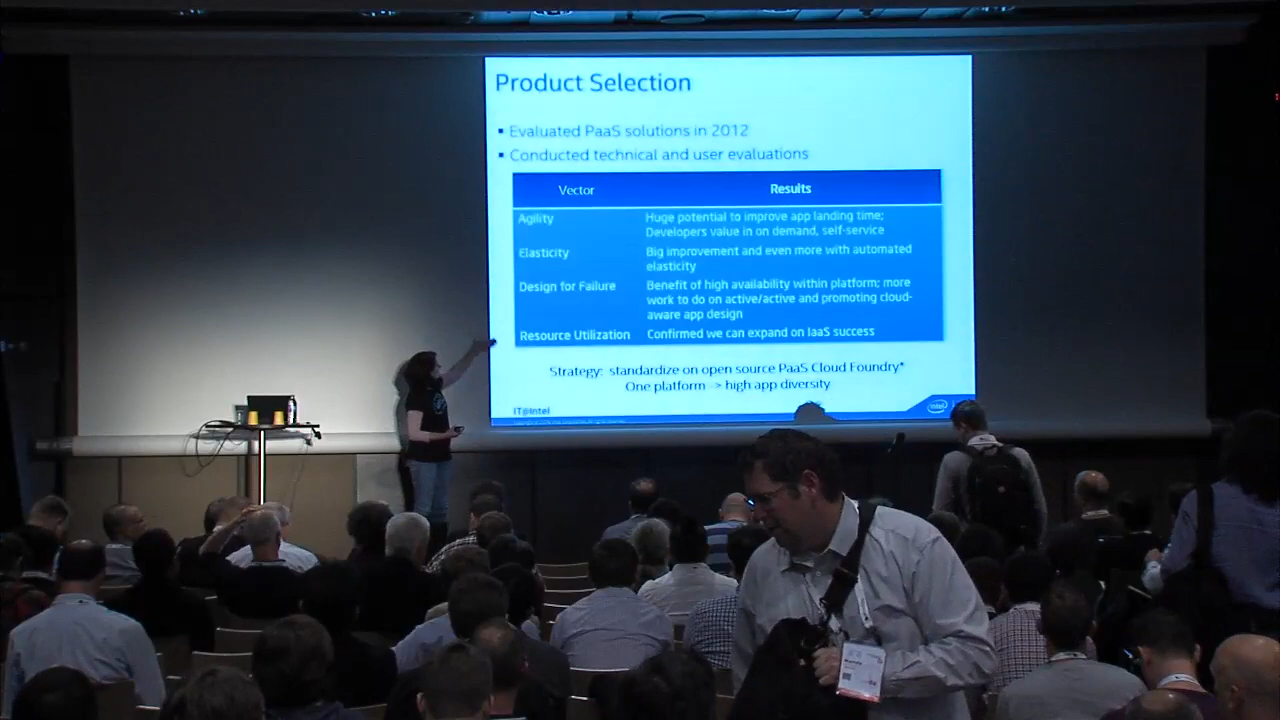 Product Selection
▪ Evaluated PaaS solutions in 2012
▪ Conducted technical and user evaluations
Vector Results
Agility Huge potential to improve app landing time;
Developers value in on demand, self-service
Elasticity Big improvement and even more with automated
elasticity
Design for Failure Benefit of high availability within platform; more
work to do on active/active and promoting cloud-
aware app design
Resource Utilization Confirmed we can expand on IaaS success
Strategy: standardize on open source PaaS Cloud Foundry*
One platform -> high app diversity
IT@Intel
intel